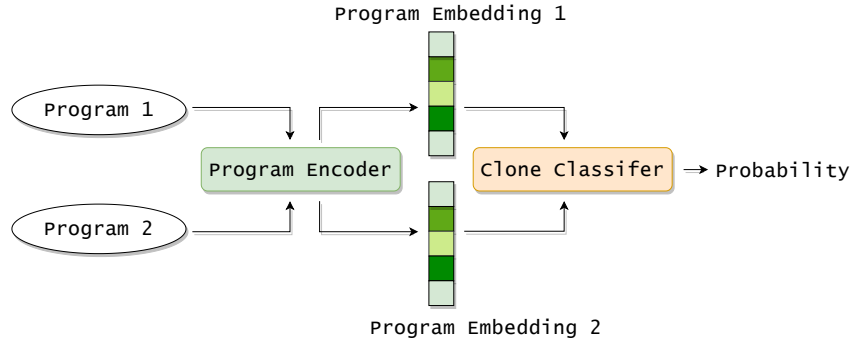 Program Embedding 1
Program 1
Program Encoder
Clone Classifer
Probability
Program 2
Program Embedding 2